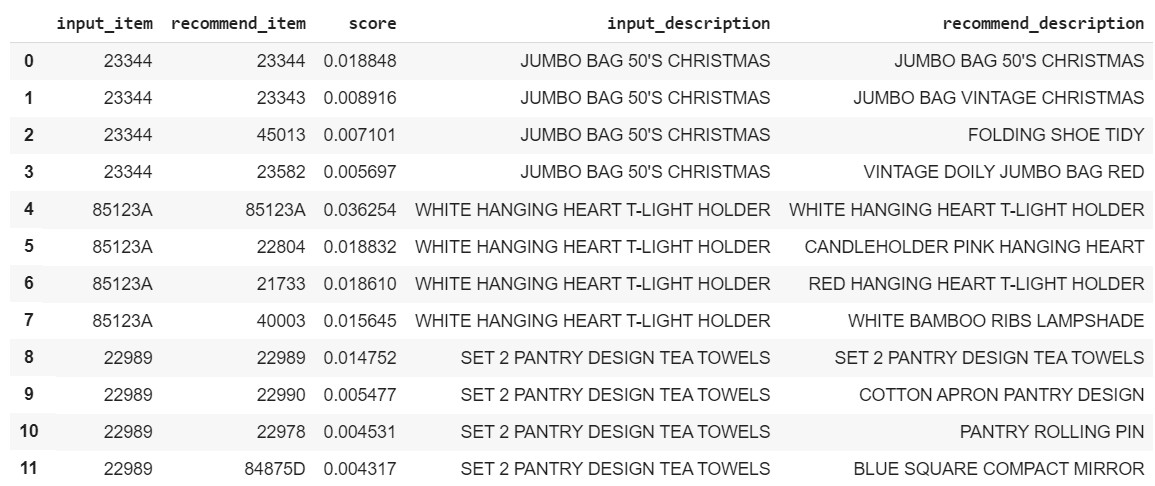 input_item recommend_item score input_description recommend_description
0 23344 23344 0.018848 JUMBO BAG 50'S CHRISTMAS JUMBO BAG 50'S CHRISTMAS
1 23344 23343 0.008916 JUMBO BAG 50'S CHRISTMAS JUMBO BAG VINTAGE CHRISTMAS
2 23344 45013 0.007101 JUMBO BAG 50'S CHRISTMAS FOLDING SHOE TIDY
3 23344 23582 0.005697 JUMBO BAG 50'S CHRISTMAS VINTAGE DOILY JUMBO BAG RED
4 85123A 85123A 0.036254 WHITE HANGING HEART T-LIGHT HOLDER WHITE HANGING HEART T-LIGHT HOLDER
5 85123A 22804 0.018832 WHITE HANGING HEART T-LIGHT HOLDER CANDLEHOLDER PINK HANGING HEART
6 85123A 21733 0.018610 WHITE HANGING HEART T-LIGHT HOLDER RED HANGING HEART T-LIGHT HOLDER
7 85123A 40003 0.015645 WHITE HANGING HEART T-LIGHT HOLDER WHITE BAMBOO RIBS LAMPSHADE
8 22989 22989 0.014752 SET 2 PANTRY DESIGN TEA TOWELS SET 2 PANTRY DESIGN TEA TOWELS
9 22989 22990 0.005477 SET 2 PANTRY DESIGN TEA TOWELS COTTON APRON PANTRY DESIGN
10 22989 22978 0.004531 SET 2 PANTRY DESIGN TEA TOWELS PANTRY ROLLING PIN
11 22989 84875D 0.004317 SET 2 PANTRY DESIGN TEA TOWELS BLUE SQUARE COMPACT MIRROR